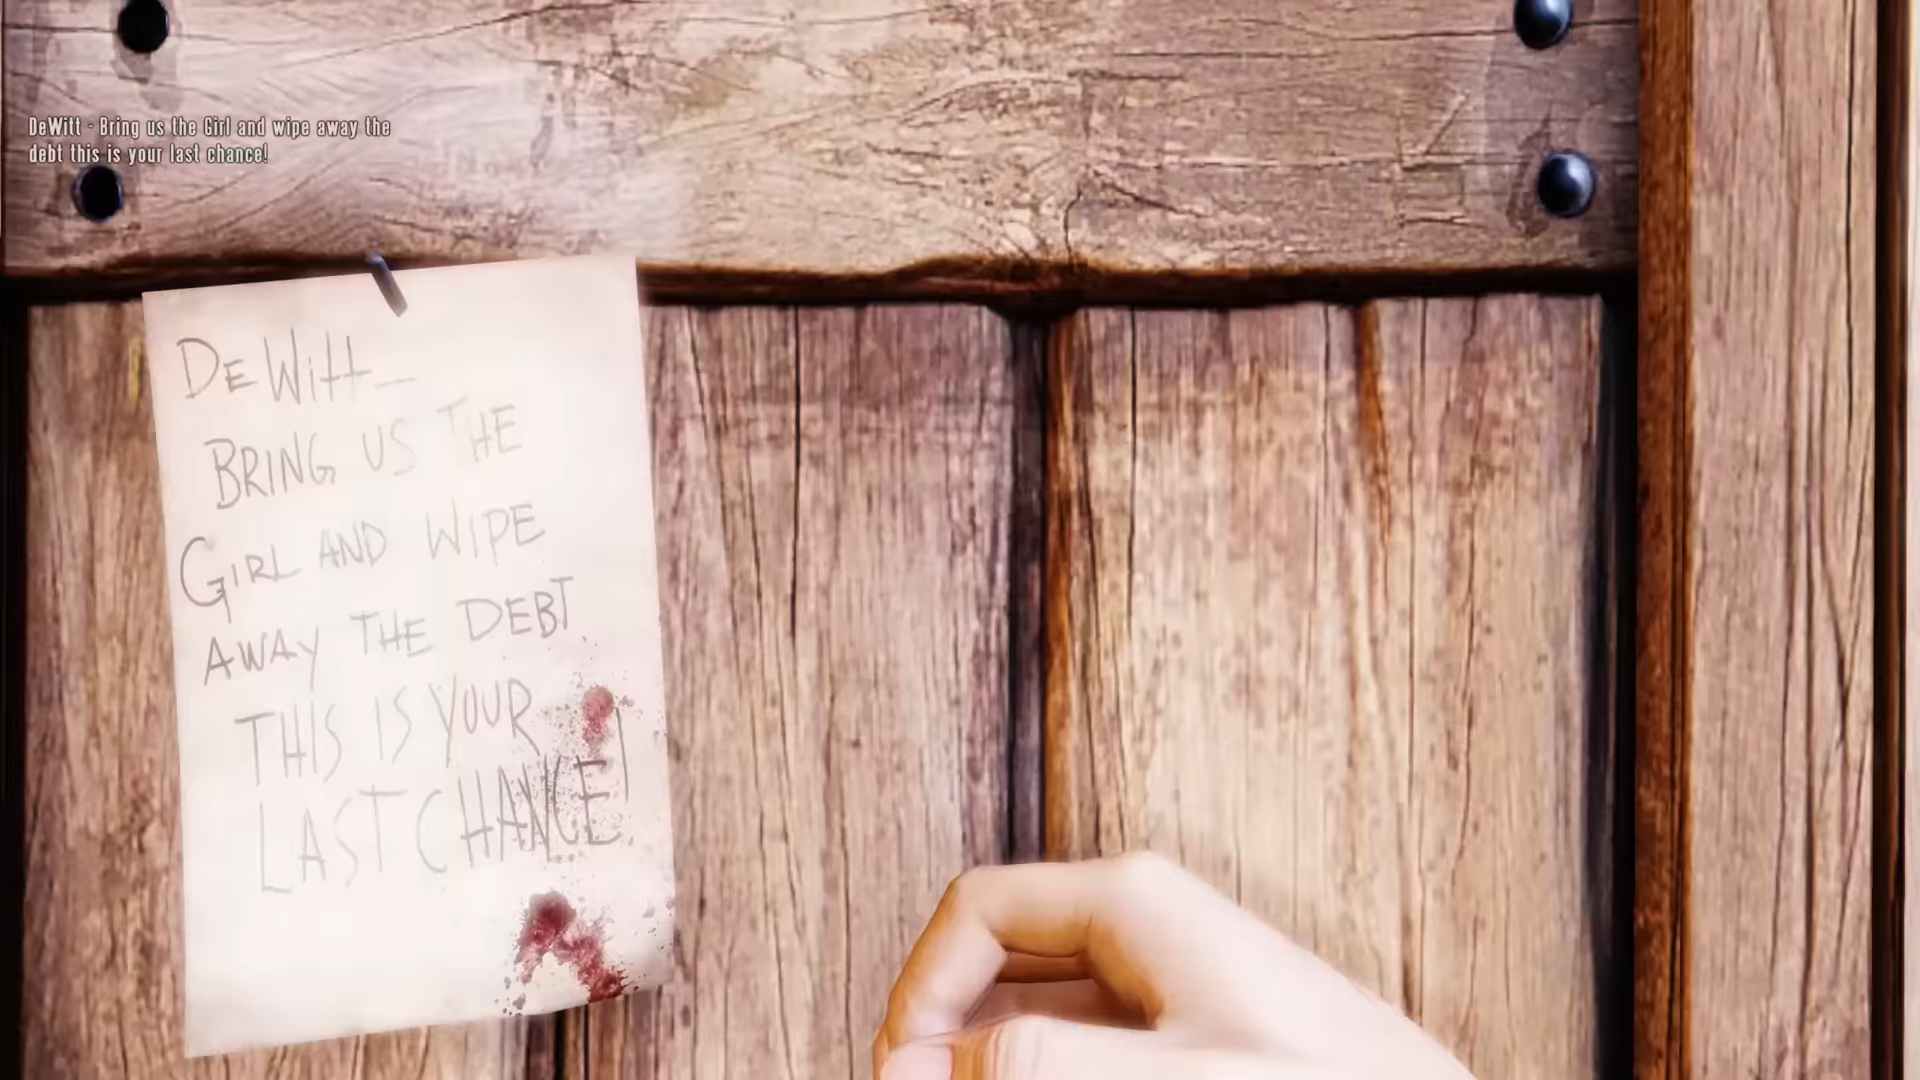 DeWitt - Bring us the Girl and wipe away the
debt this is your last chance!
DEWitt—
BRING US THE
GIRL AND WIPE
AWAY THE DEBT.
THIS IS YOUR
LAST CHANCE!